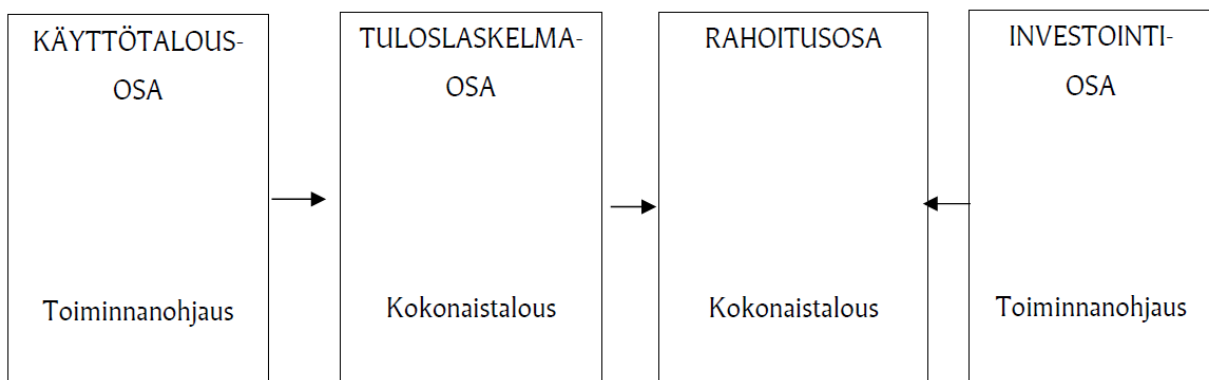 KÄYTTÖTALOUS-
OSA
Toiminnanohjaus
TULOSLASKELMA-
OSA
Kokonaistalous
RAHOITUSOSA
Kokonaistalous
INVESTOINTI-
OSA
Toiminnanohjaus